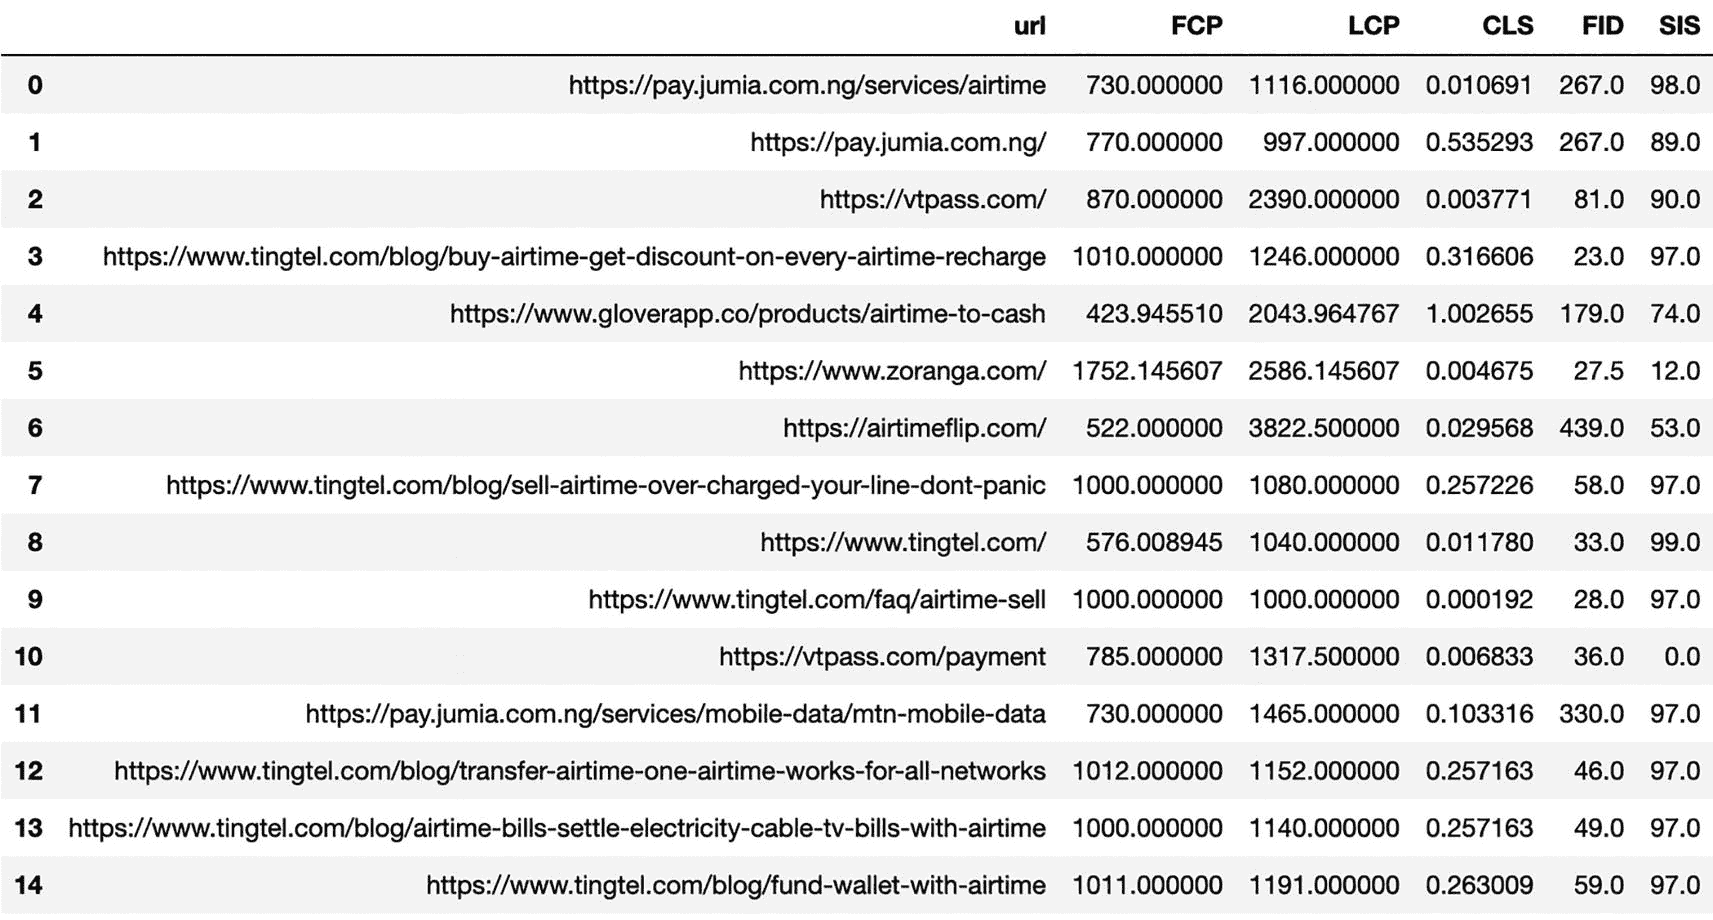 url FCP LCP CLS FID SIS
0 https://pay.jumia.com.ng/services/airtime 730.000000 1116.000000 0.010691 267.0 98.0
1 https://pay.jumia.com.ng/ 770.000000 997.000000 0.535293 267.0 89.0
2 https://vtpass.com/ 870.000000 2390.000000 0.003771 81.0 90.0
3 https://www.tingtel.com/blog/buy-airtime-get-discount-on-every-airtime-recharge 1010.000000 1246.000000 0.316606 23.0 97.0
4 https://www.gloverapp.co/products/airtime-to-cash 423.945510 2043.964767 1.002655 179.0 74.0
5 https://www.zoranga.com/ 1752.145607 2586.145607 0.004675 27.5 12.0
6 https://airtimeflip.com/ 522.000000 3822.500000 0.029568 439.0 53.0
7 https://www.tingtel.com/blog/sell-airtime-over-charged-your-line-dont-panic 1000.000000 1080.000000 0.257226 58.0 97.0
8 https://www.tingtel.com/ 576.008945 1040.000000 0.011780 33.0 99.0
9 https://www.tingtel.com/faq/airtime-sell 1000.000000 1000.000000 0.000192 28.0 97.0
10 https://vtpass.com/payment 785.000000 1317.500000 0.006833 36.0 0.0
11 https://pay.jumia.com.ng/services/mobile-data/mtn-mobile-data 730.000000 1465.000000 0.103316 330.0 97.0
12 https://www.tingtel.com/blog/transfer-airtime-one-airtime-works-for-all-networks 1012.000000 1152.000000 0.257163 46.0 97.0
13 https://www.tingtel.com/blog/airtime-bills-settle-electricity-cable-tv-bills-with-airtime 1000.000000 1140.000000 0.257163 49.0 97.0
14 https://www.tingtel.com/blog/fund-wallet-with-airtime 1011.000000 1191.000000 0.263009 59.0 97.0